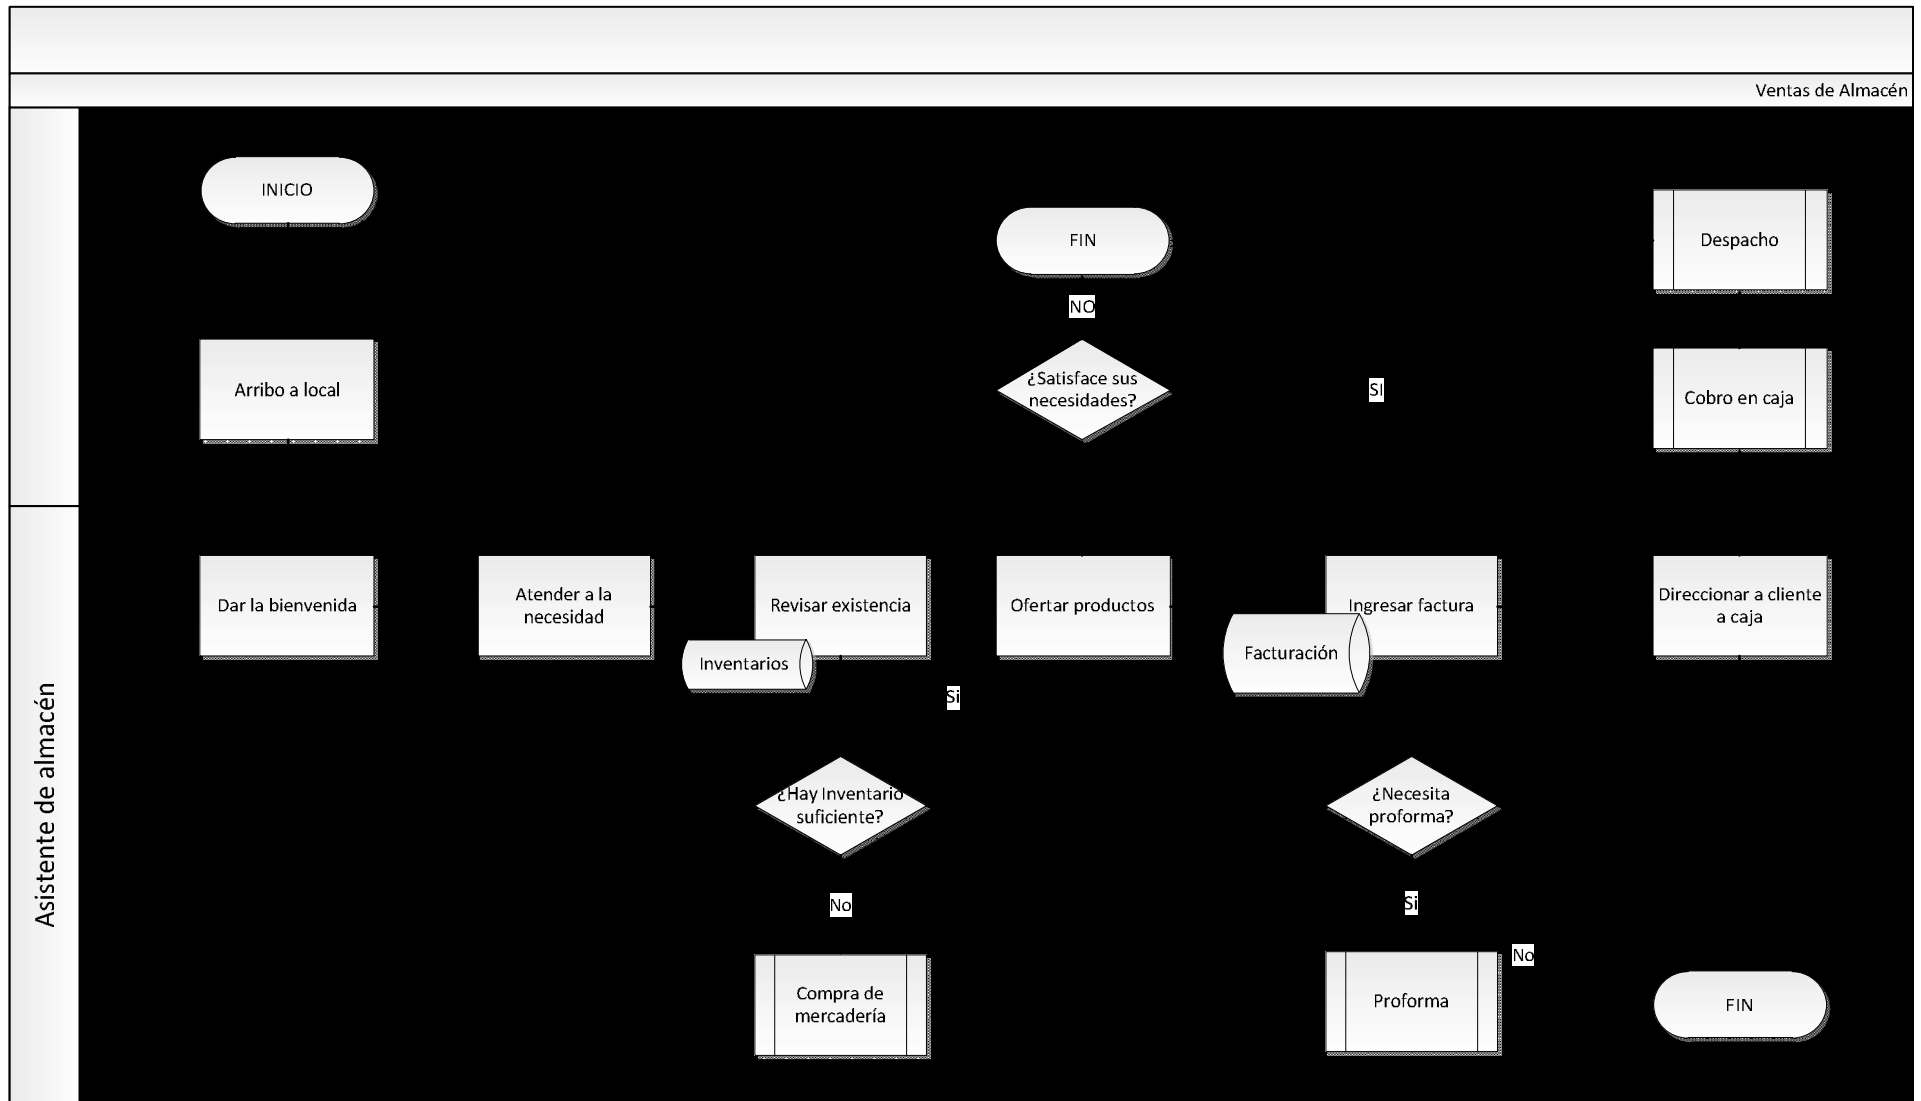 Ventas de Almacén
INICIO
FIN
Despacho
NO
Arribo a local
¿Satisface sus
necesidades?
SI
Cobro en caja
Dar la bienvenida
Atender a la
necesidad
Revisar existencia
Inventarios
Ofertar productos
Ingresar factura
Facturación
Direccionar a cliente
a caja
Si
Asistente de almacén
¿Hay Inventario
suficiente?
¿Necesita
proforma?
No
Si
No
Compra de
mercadería
Proforma
FIN